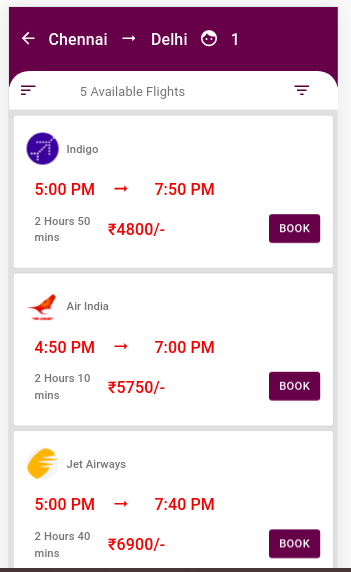 Chennai → Delhi 1
5 Available Flights
Indigo
5:00 PM → 7:50 PM
2 Hours 50
mins
₹4800/-
BOOK
Air India
4:50 PM → 7:00 PM
2 Hours 10
mins
₹5750/-
BOOK
Jet Airways
5:00 PM → 7:40 PM
2 Hours 40
mins
₹6900/-
BOOK